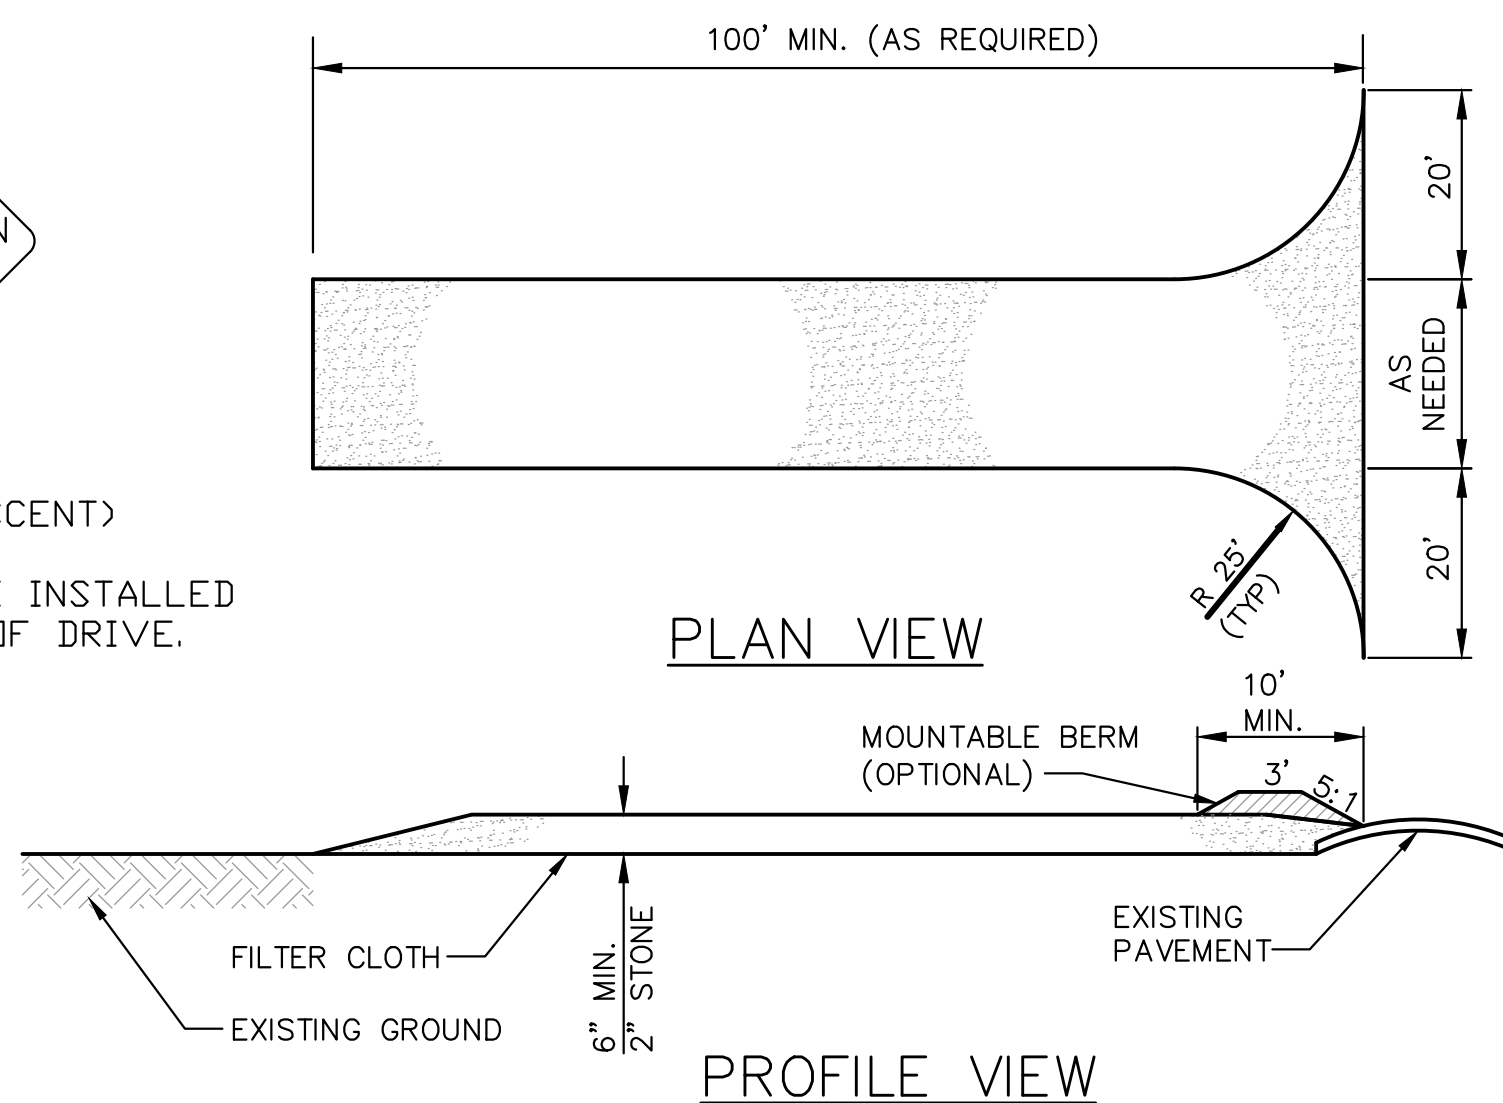 100' MIN. (AS REQUIRED)
20'
AS
NEEDED
20'
R 25'
(TYP)
INSTALLED
DRIVE.
PLAN VIEW
10'
MIN.
MOUNTABLE BERM
(OPTIONAL)
3'
5:1
FILTER CLOTH
EXISTING GROUND
6" MIN.
2" STONE
EXISTING
PAVEMENT
PROFILE VIEW